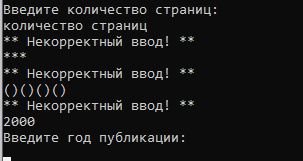 Введите количество страниц:
количество страниц
** Некорректный ввод! **
***
** Некорректный ввод! **
()()()()
** Некорректный ввод! **
2000
Введите год публикации: